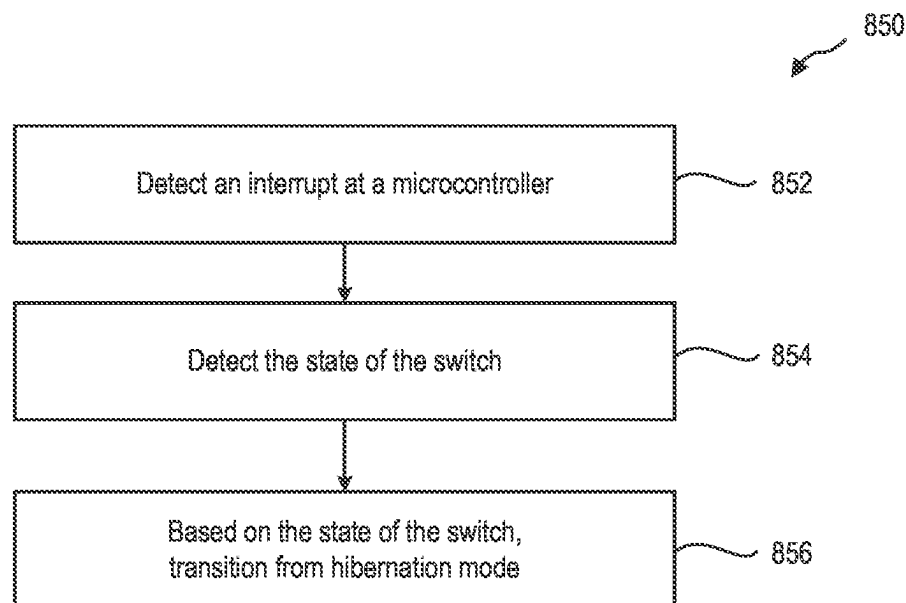 850
Detect an interrupt at a microcontroller
852
Detect the state of the switch
854
Based on the state of the switch,
transition from hibernation mode
856